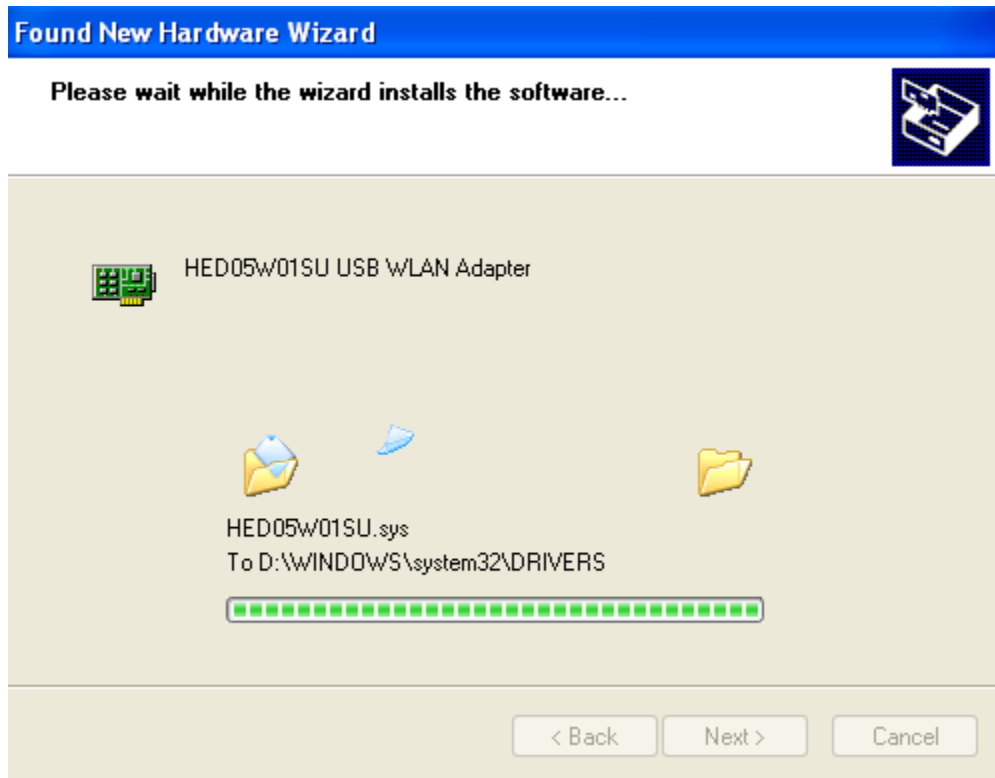 Found New Hardware Wizard
Please wait while the wizard installs the software...
HED05W01SU USB WLAN Adapter
HED05W01SU.sys
To D:\WINDOWS\system32\DRIVERS
< Back Next > Cancel